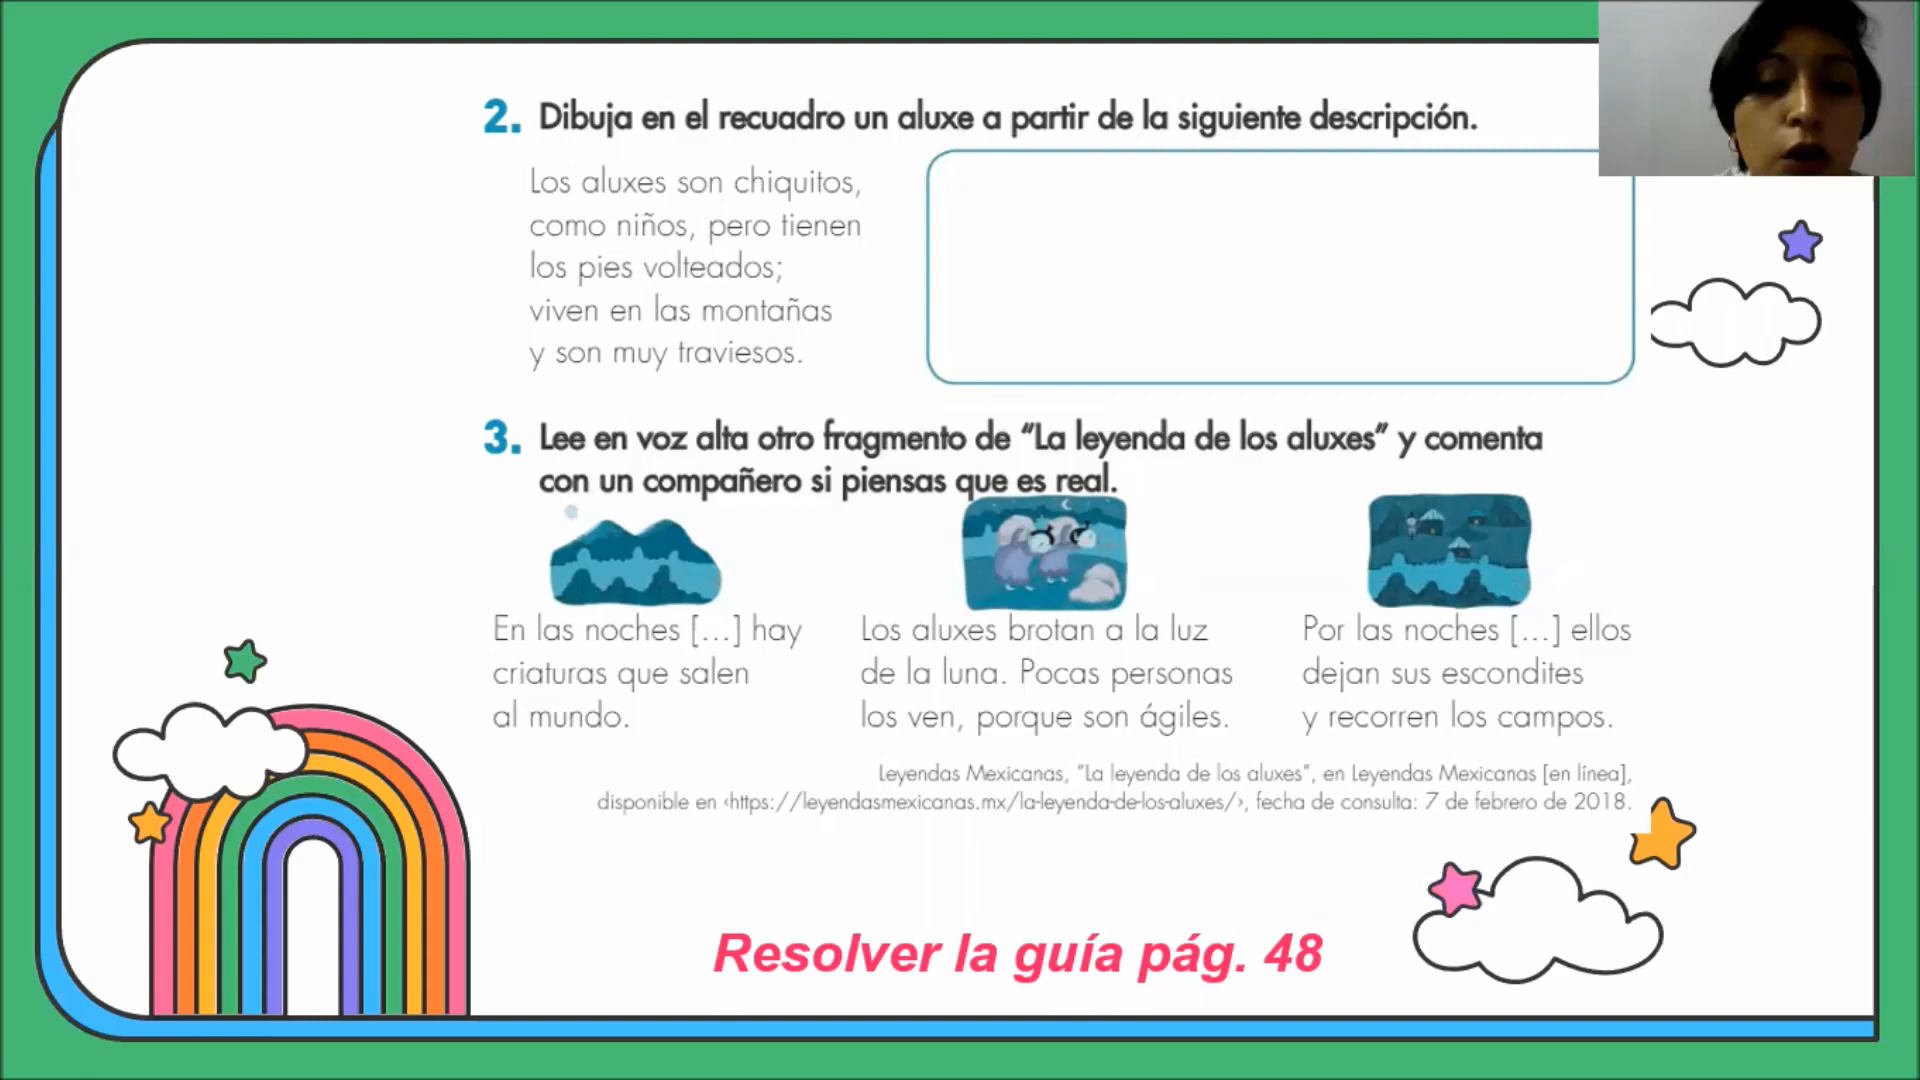 2. Dibuja en el recuadro un aluxe a partir de la siguiente descripción.
Los aluxes son chiquitos,
como niños, pero tienen
los pies volteados;
viven en las montañas
y son muy traviesos.
3. Lee en voz alta otro fragmento de “La leyenda de los aluxes” y comenta
con un compañero si piensas que es real.
En las noches [...] hay
criaturas que salen
al mundo.
Los aluxes brotan a la luz
de la luna. Pocas personas
los ven, porque son ágiles.
Por las noches [...] ellos
dejan sus escondites
y recorren los campos.
Leyendas Mexicanas, “La leyenda de los aluxes”, en Leyendas Mexicanas [en línea],
disponible en ‹https://leyendasmexicanas.mx/la-leyenda-de-los-aluxes/›, fecha de consulta: 7 de febrero de 2018.
Resolver la guía pág. 48